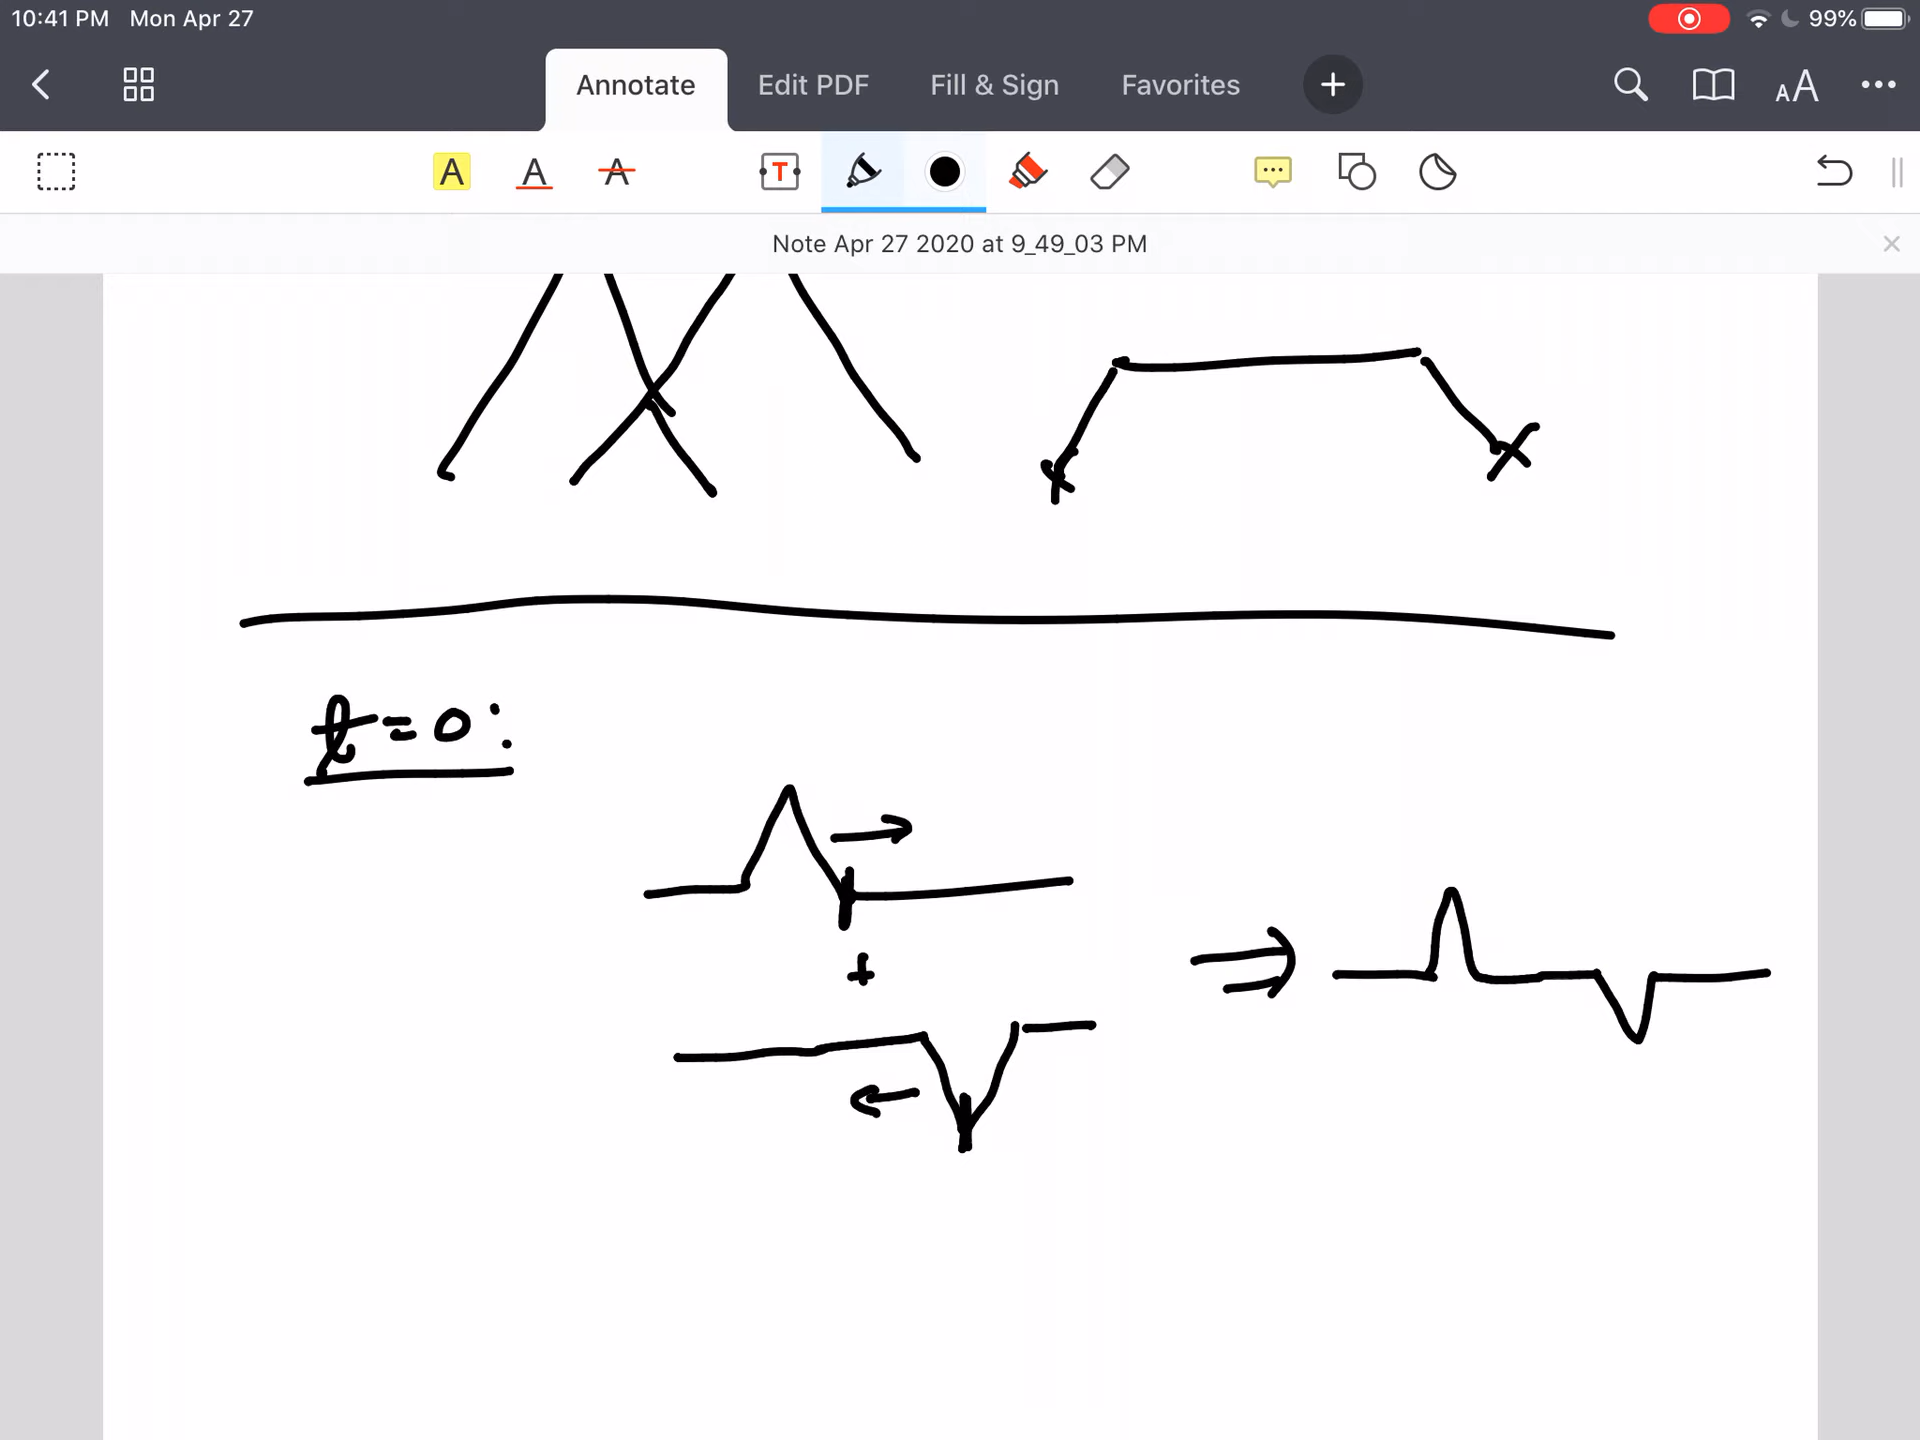 10:41 PM Mon Apr 27 99%
Annotate Edit PDF Fill & Sign Favorites + AA
A A A T
Note Apr 27 2020 at 9_49_03 PM
t=0:
+